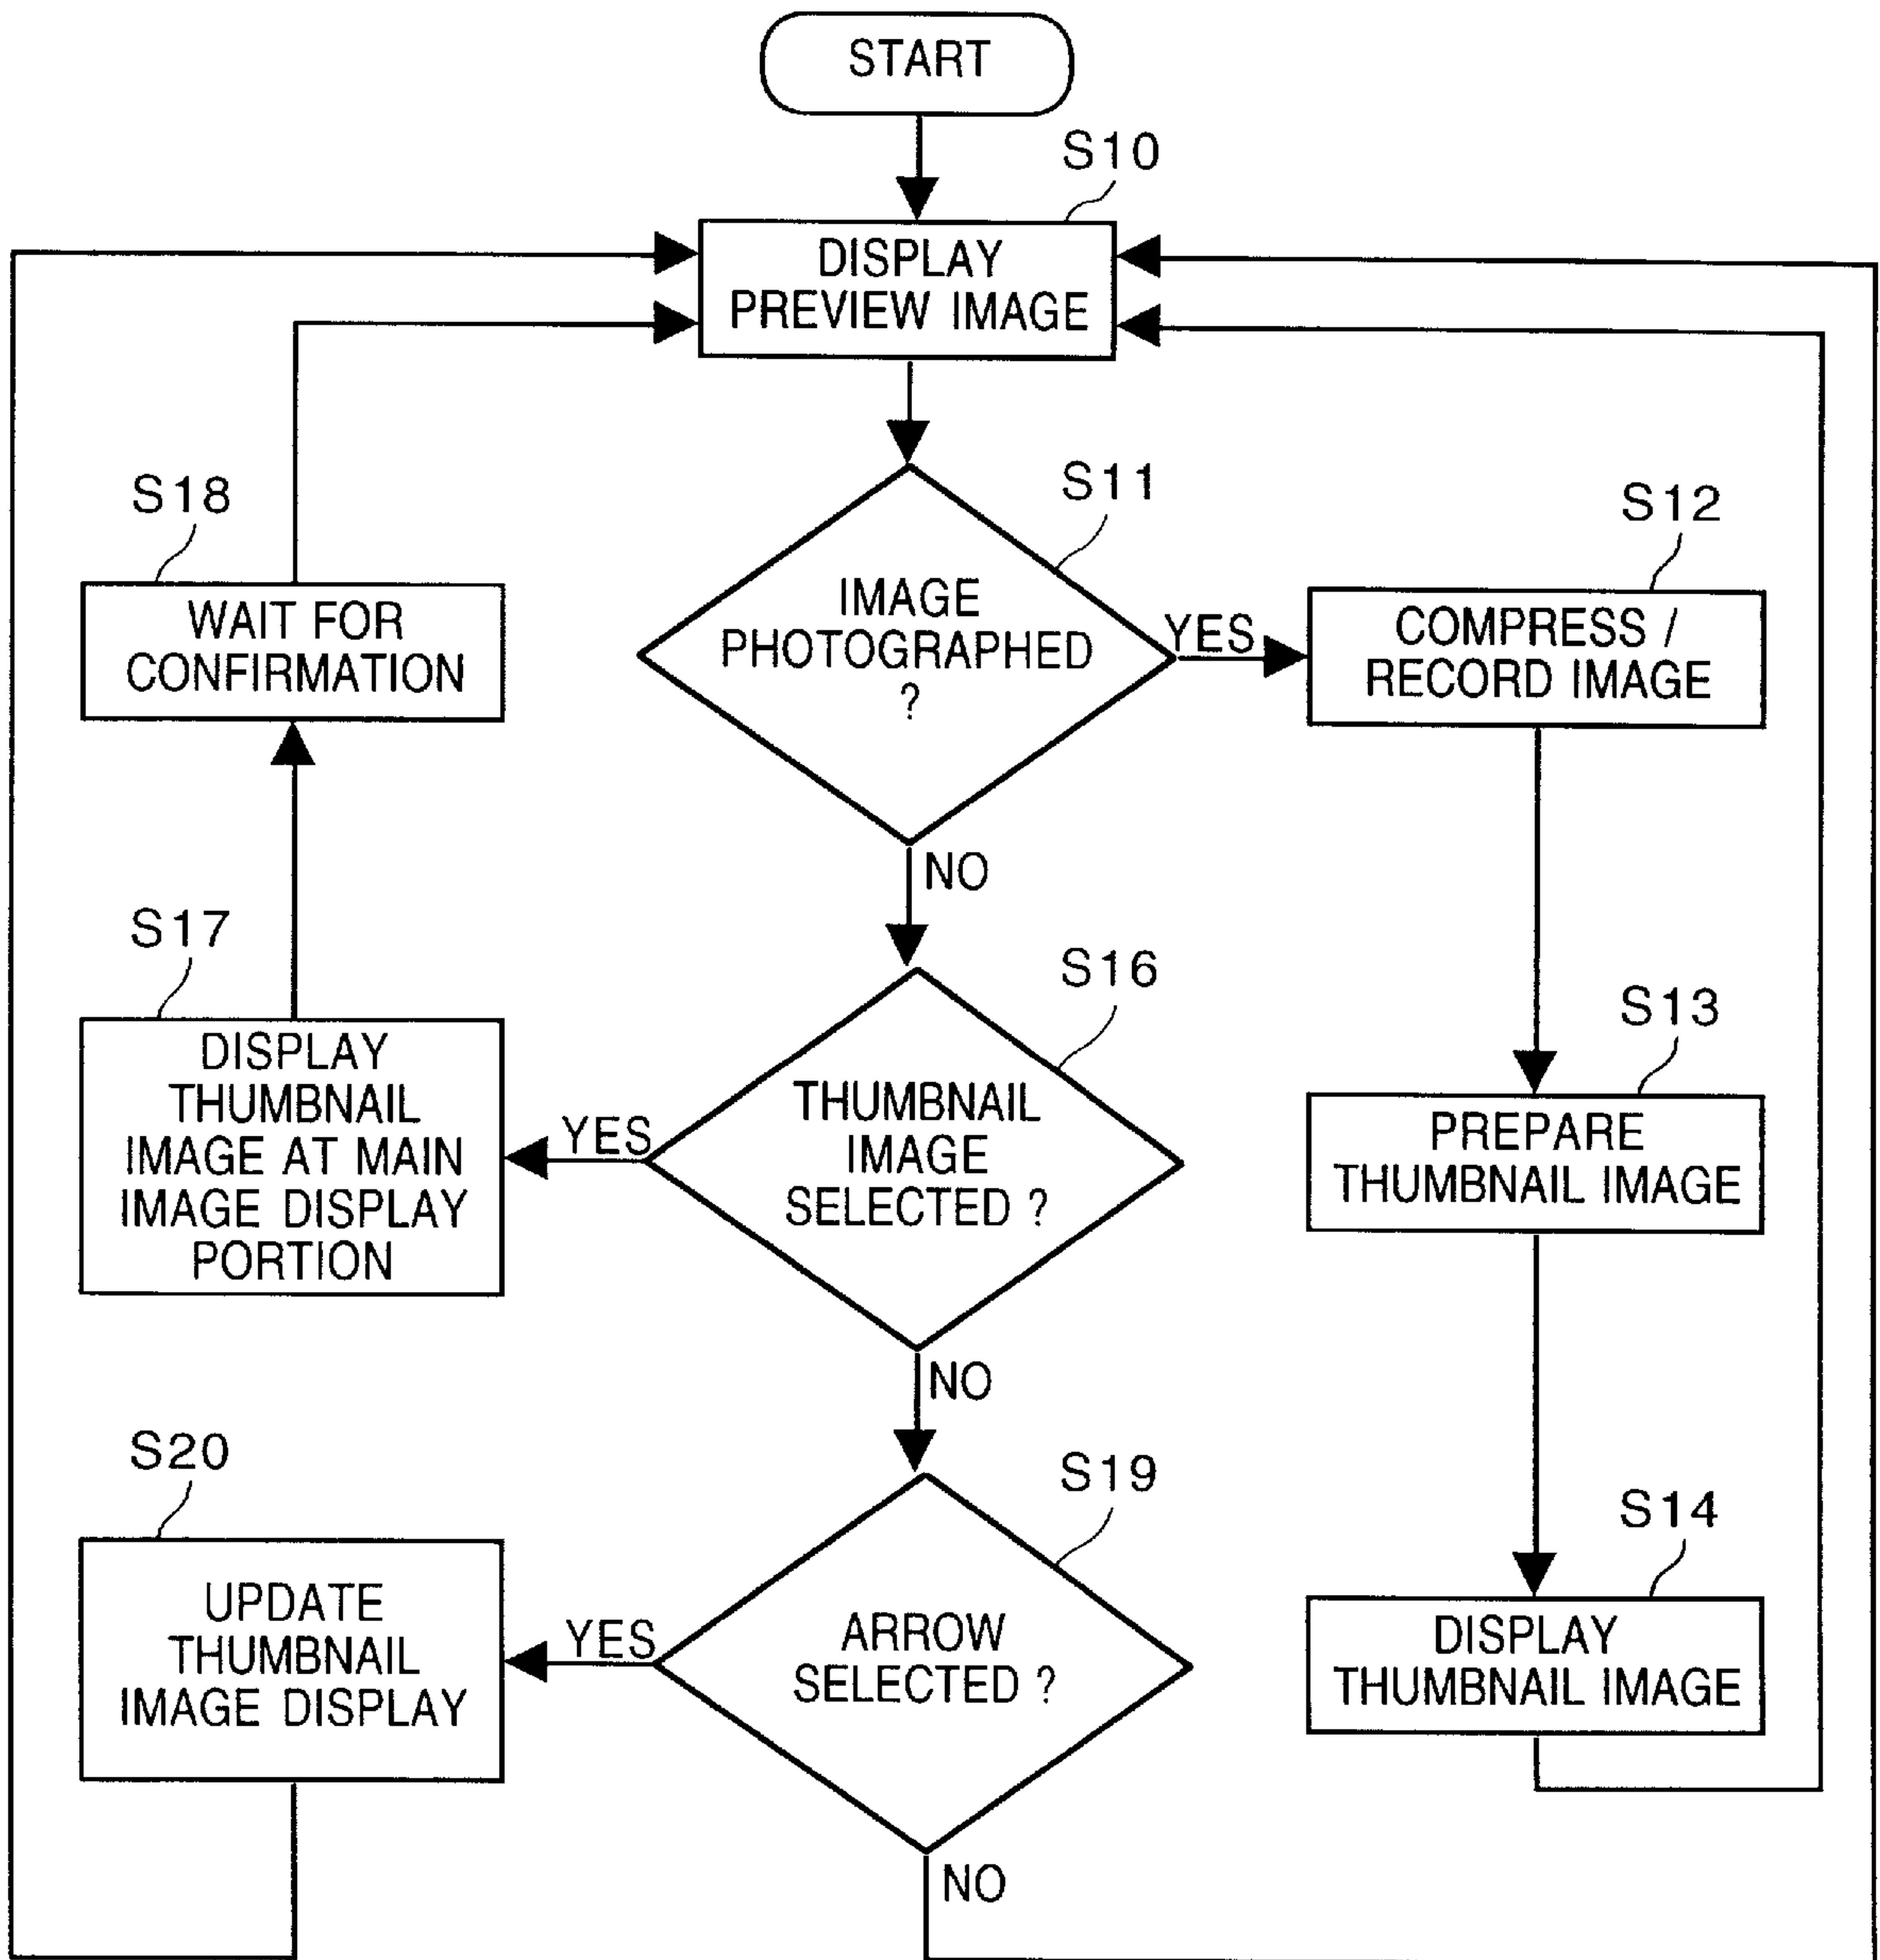 START
S10
DISPLAY
PREVIEW IMAGE
S11
IMAGE
PHOTOGRAPHED
?
YES
NO
S12
COMPRESS /
RECORD IMAGE
S13
PREPARE
THUMBNAIL IMAGE
S14
DISPLAY
THUMBNAIL IMAGE
S16
THUMBNAIL
IMAGE
SELECTED ?
YES
NO
S17
DISPLAY
THUMBNAIL
IMAGE AT MAIN
IMAGE DISPLAY
PORTION
S18
WAIT FOR
CONFIRMATION
S19
ARROW
SELECTED ?
YES
NO
S20
UPDATE
THUMBNAIL
IMAGE DISPLAY